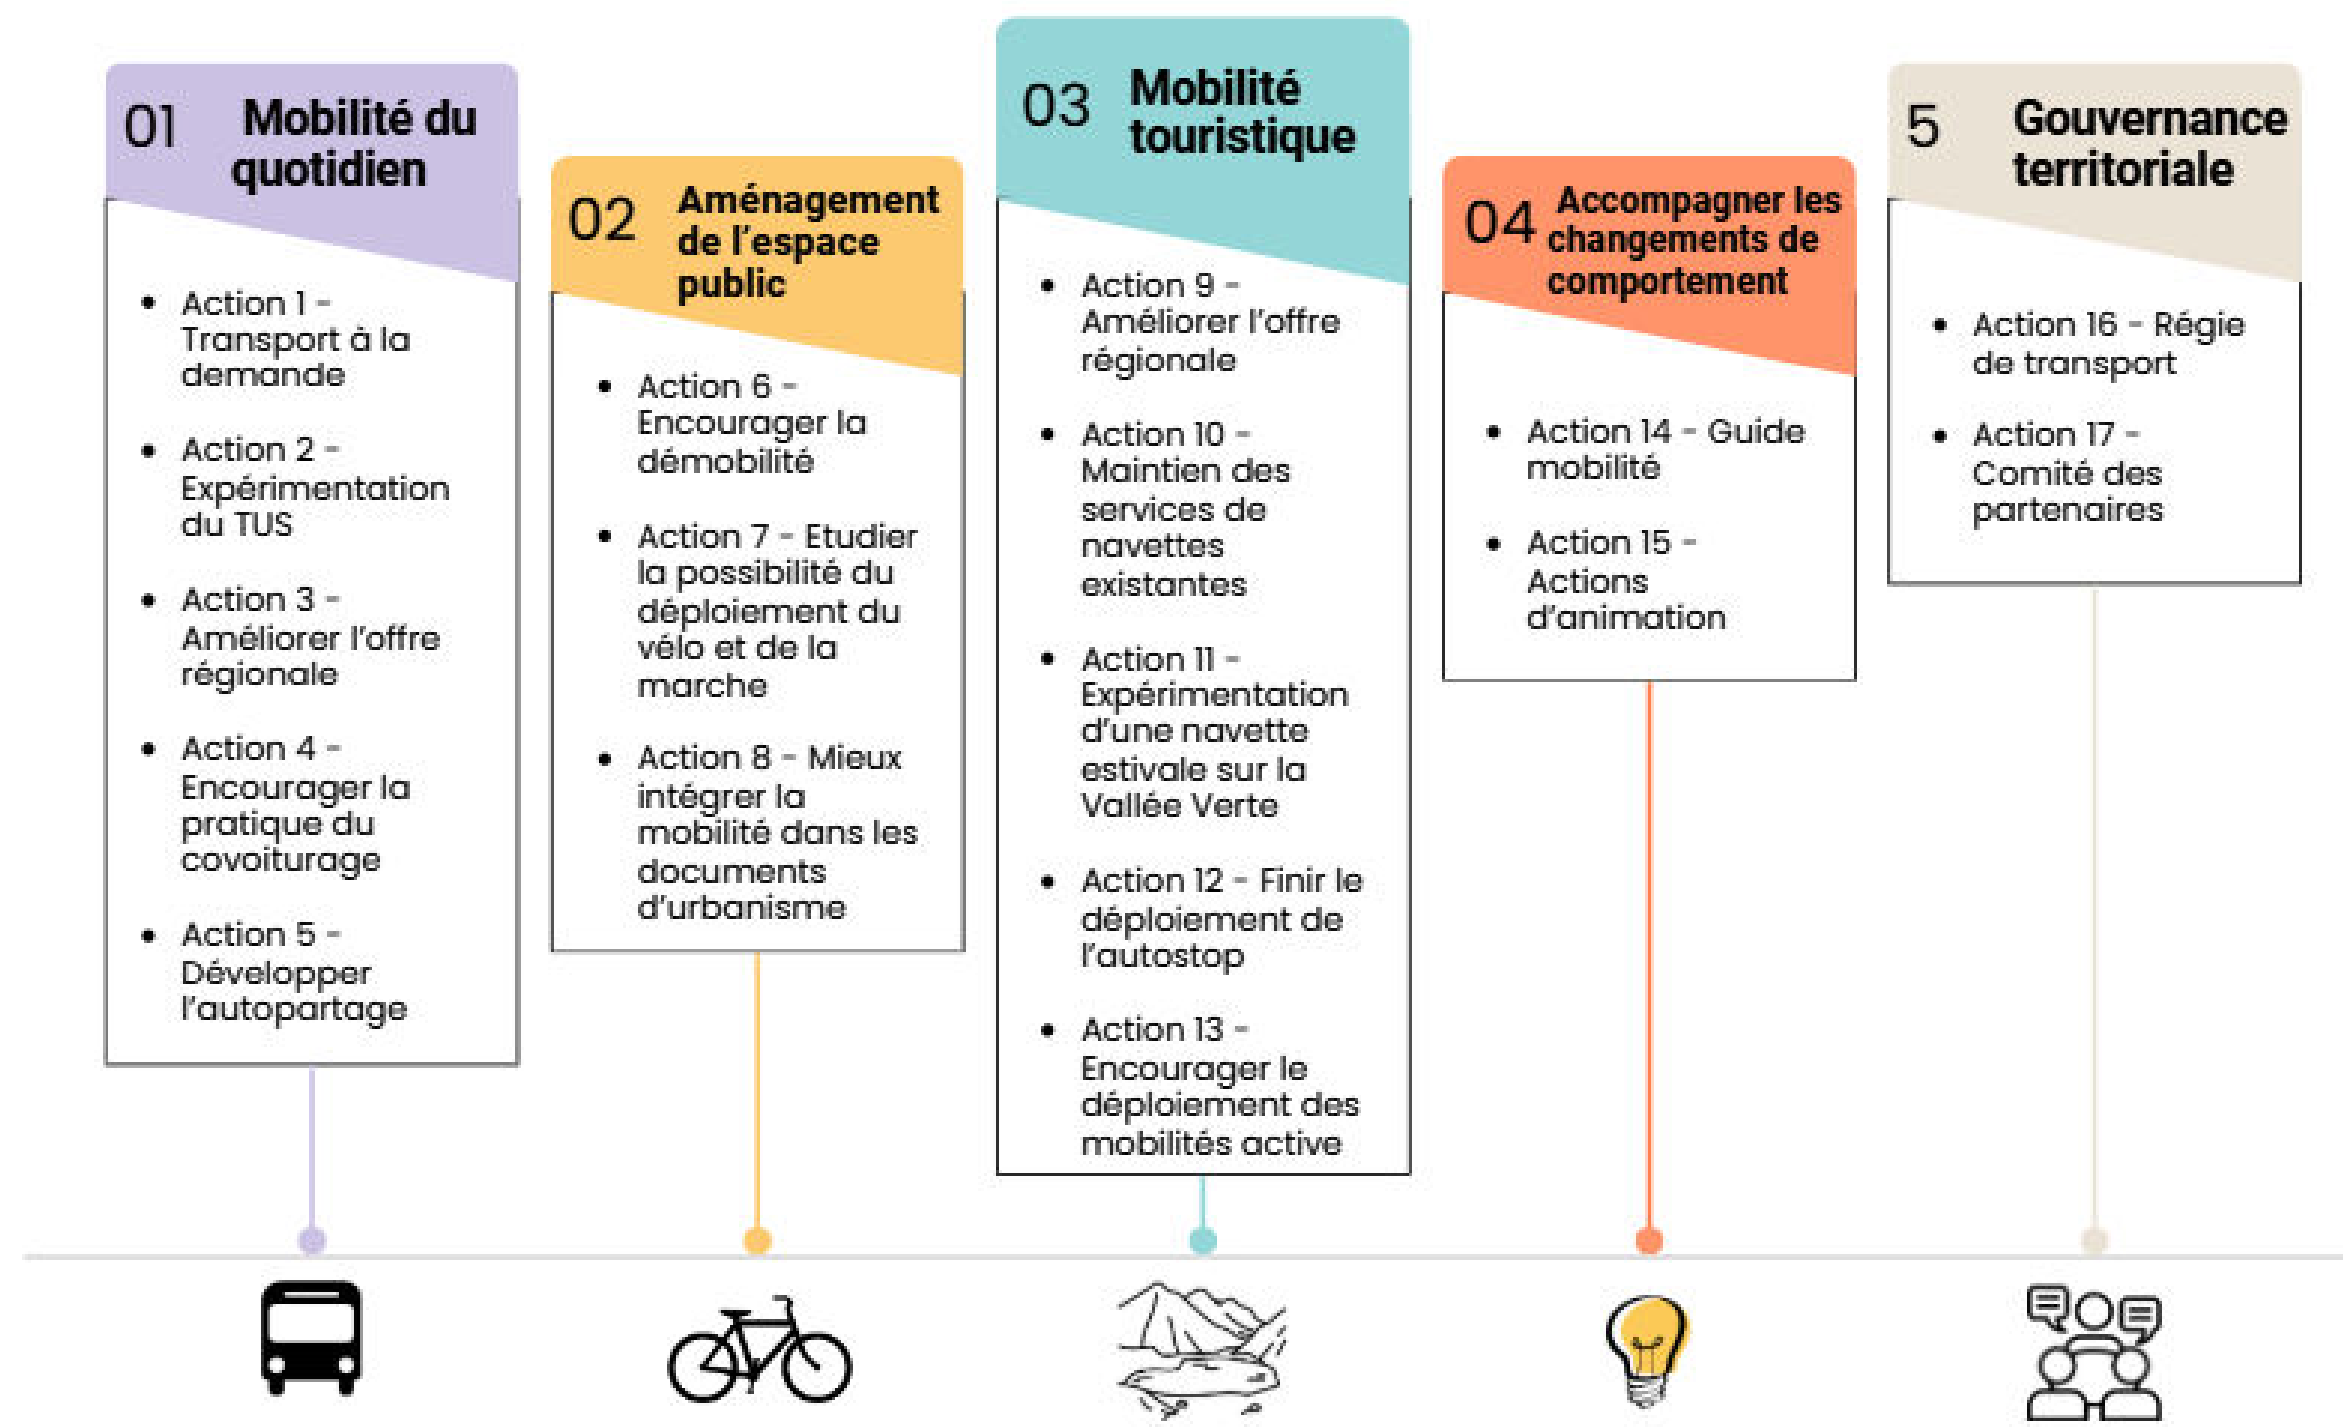 01
Mobilité du
quotidien
• Action 1 -
Transport à la
demande
• Action 2 -
Expérimentation
du TUS
• Action 3 -
Améliorer l'offre
régionale
• Action 4 -
Encourager la
pratique du
covoiturage
• Action 5 -
Développer
l'autopartage
02
Aménagement
de l'espace
public
• Action 6 -
Encourager la
démobilité
• Action 7 - Etudier
la possibilité du
déploiement du
vélo et de la
marche
• Action 8 - Mieux
intégrer la
mobilité dans les
documents
d'urbanisme
03
Mobilité
touristique
• Action 9 -
Améliorer l'offre
régionale
• Action 10 -
Maintien des
services de
navettes
existantes
• Action 11 -
Expérimentation
d'une navette
estivale sur la
Vallée Verte
• Action 12 - Finir le
déploiement de
l'autostop
• Action 13 -
Encourager le
déploiement des
mobilités active
04
Accompagner les
changements de
comportement
• Action 14 - Guide
mobilité
• Action 15 -
Actions
d'animation
5
Gouvernance
territoriale
• Action 16 - Régie
de transport
• Action 17 -
Comité des
partenaires